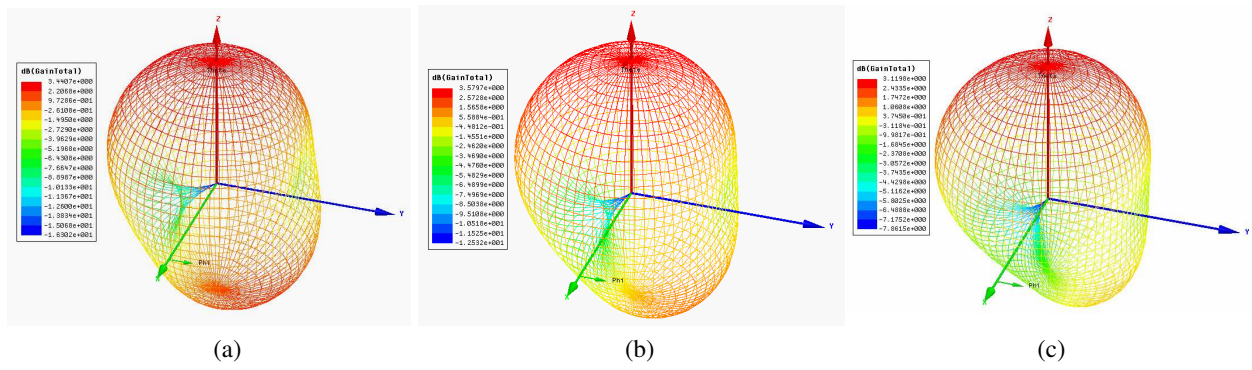 Z
Theta
dB(GainTotal)
3.4407e+000
2.2068e+000
9.7288e-001
-2.6108e-001
-1.4950e+000
-2.7290e+000
-3.9629e+000
-5.1968e+000
-6.4308e+000
-7.6647e+000
-8.8987e+000
-1.0133e+001
-1.1367e+001
-1.2600e+001
-1.3834e+001
-1.5068e+001
-1.6302e+001
Y
Phi
X
(a)
Z
Theta
dB(GainTotal)
3.5797e+000
2.5728e+000
1.5658e+000
5.5884e-001
-4.4812e-001
-1.4551e+000
-2.4620e+000
-3.4690e+000
-4.4760e+000
-5.4829e+000
-6.4899e+000
-7.4969e+000
-8.5038e+000
-9.5108e+000
-1.0518e+001
-1.1525e+001
-1.2532e+001
Y
Phi
X
(b)
Z
Theta
dB(GainTotal)
3.1198e+000
2.4335e+000
1.7472e+000
1.0608e+000
3.7450e-001
-3.1184e-001
-9.9817e-001
-1.6845e+000
-2.3708e+000
-3.0572e+000
-3.7435e+000
-4.4298e+000
-5.1162e+000
-5.8025e+000
-6.4888e+000
-7.1752e+000
-7.8615e+000
Y
Phi
X
(c)